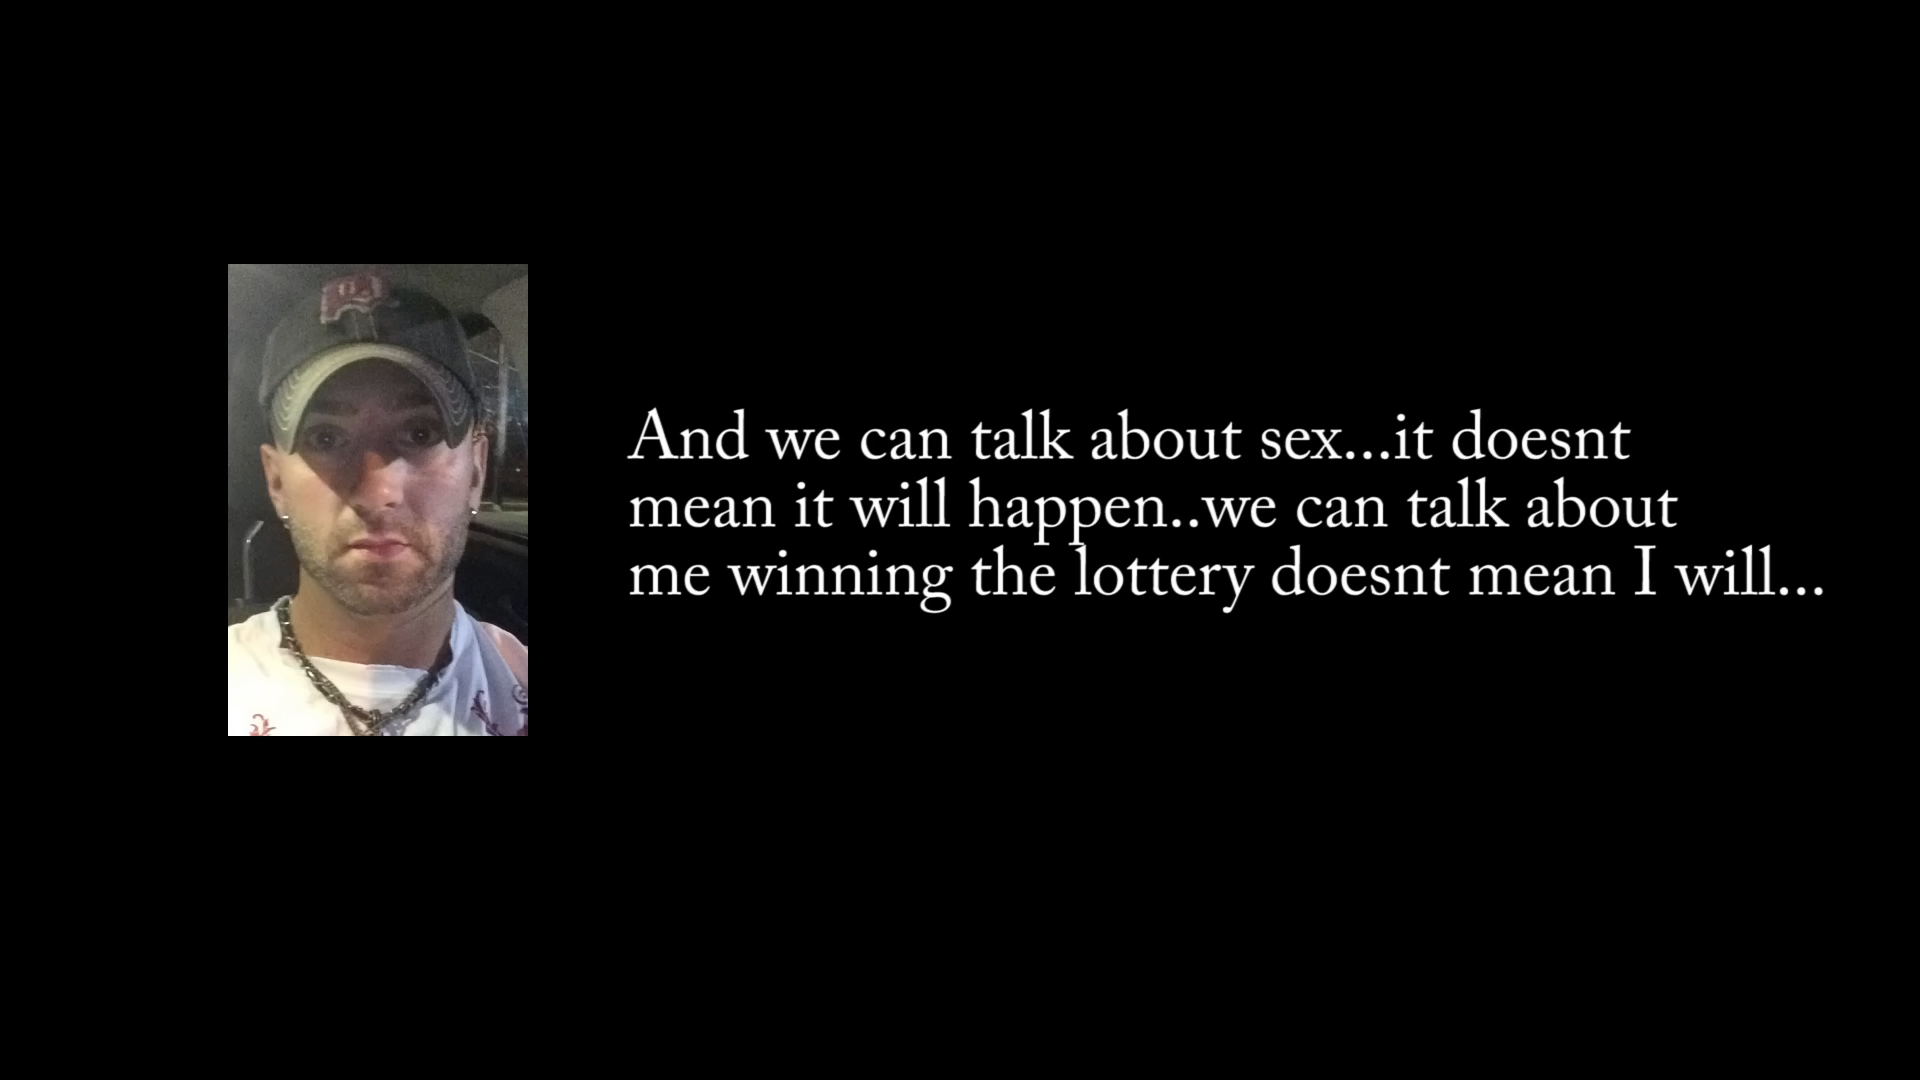 And we can talk about sex...it doesnt
mean it will happen..we can talk about
me winning the lottery doesnt mean I will...